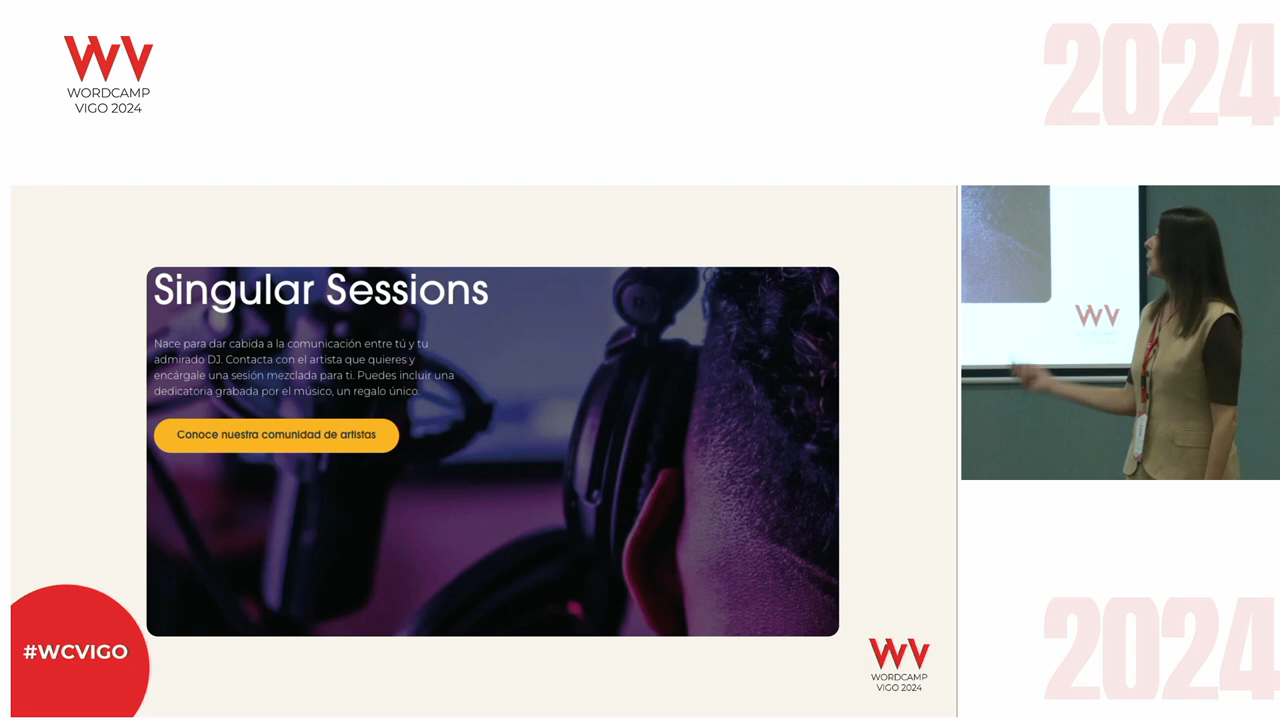 WORDCAMP
VIGO 2024
2024
Singular Sessions
Nace para dar cabida a la comunicación entre tú y tu
admirado DJ. Contacta con el artista que quieres y
encárgale una sesión mezclada para ti. Puedes incluir una
dedicatoria grabada por el músico, un regalo único.
Conoce nuestra comunidad de artistas
#WCVIGO
WORDCAMP
VIGO 2024
2024